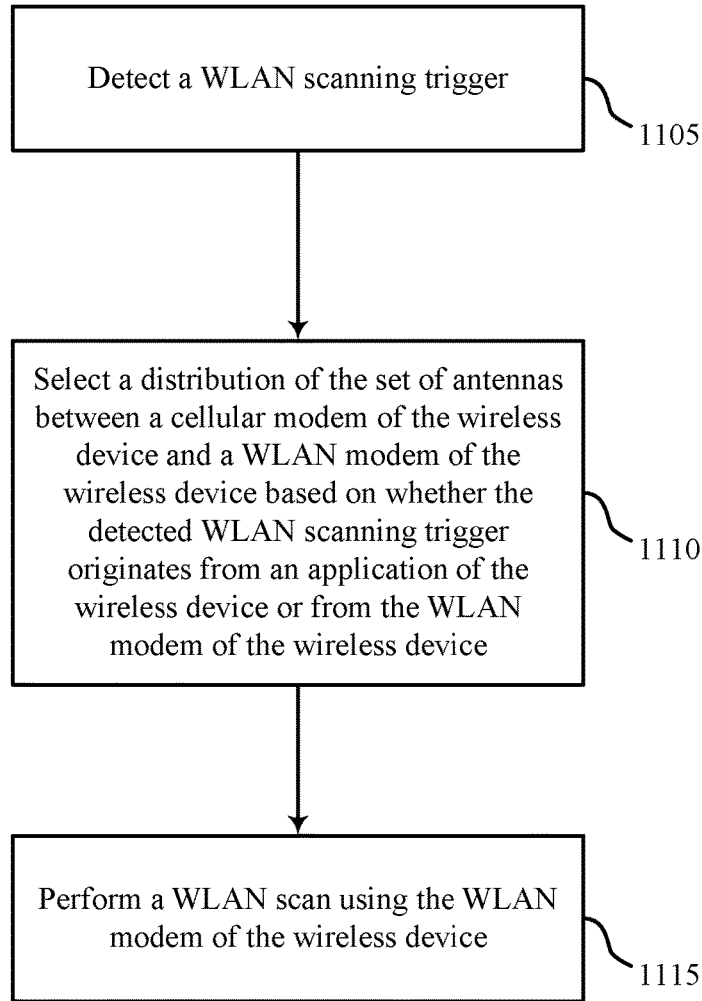 Detect a WLAN scanning trigger
1105
Select a distribution of the set of antennas
between a cellular modem of the wireless
device and a WLAN modem of the
wireless device based on whether the
detected WLAN scanning trigger
originates from an application of the
wireless device or from the WLAN
modem of the wireless device
1110
Perform a WLAN scan using the WLAN
modem of the wireless device
1115